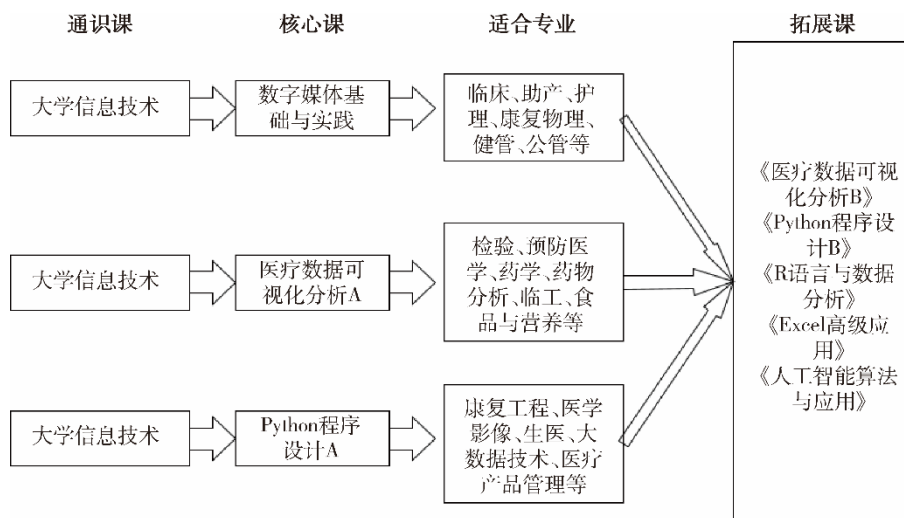 通识课
核心课
适合专业
拓展课
大学信息技术
数字媒体基
础与实践
临床、助产、护
理、康复物理、
健管、公管等
大学信息技术
医疗数据可
视化分析A
检验、预防医
学、药学、药物
分析、临工、食
品与营养等
大学信息技术
Python程序
设计A
康复工程、医学
影像、生医、大
数据技术、医疗
产品管理等
《医疗数据可视
化分析B》
《Python程序设
计B》
《R语言与数据
分析》
《Excel高级应
用》
《人工智能算法
与应用》